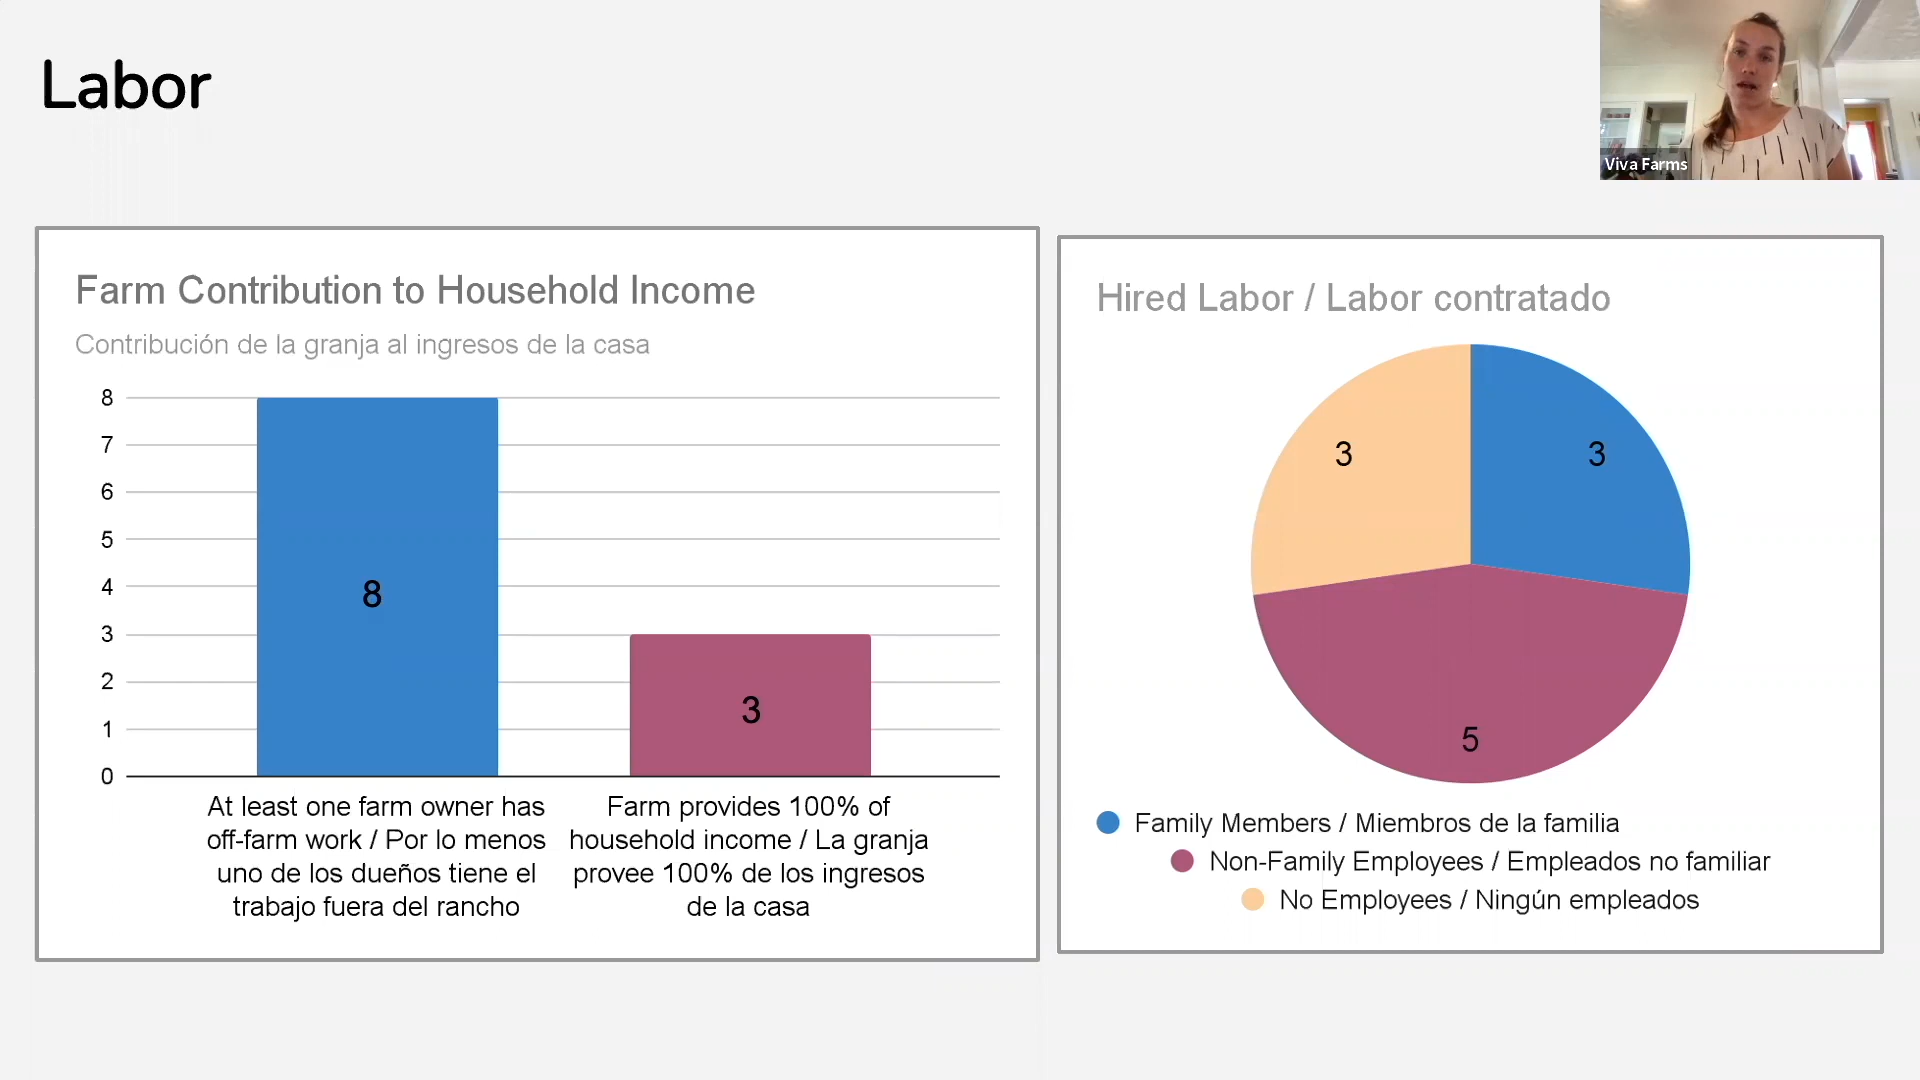 Labor
Viva Farms
Farm Contribution to Household Income
Contribución de la granja al ingresos de la casa
8
7
6
5
4
3
2
1
0
8
3
At least one farm owner has
off-farm work / Por lo menos
uno de los dueños tiene el
trabajo fuera del rancho
Farm provides 100% of
household income / La granja
provee 100% de los ingresos
de la casa
Hired Labor / Labor contratado
3
3
5
Family Members / Miembros de la familia
Non-Family Employees / Empleados no familiar
No Employees / Ningún empleados